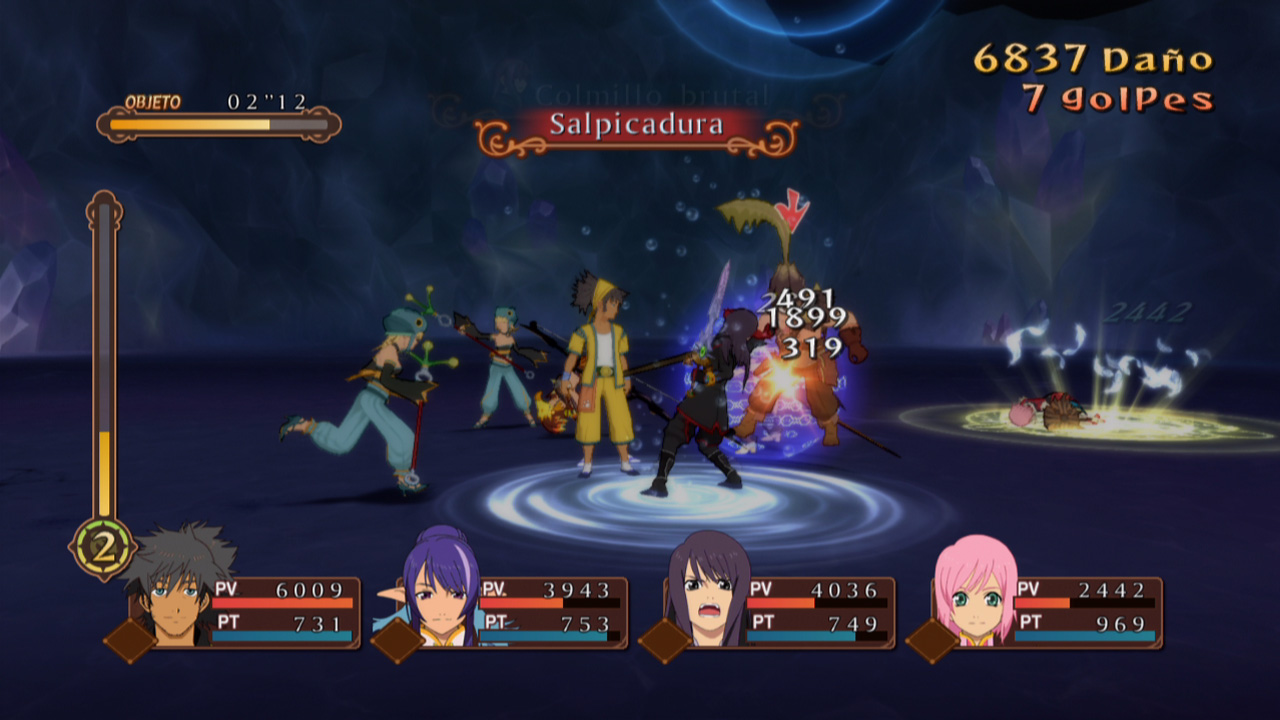 6837 Daño
7 golpes
OBJETO 02"12
Colmillo brutal
Salpicadura
491
1899
319
2442
2
PV 6009
PT 731
PV 3943
PT 753
PV 4036
PT 749
PV 2442
PT 969